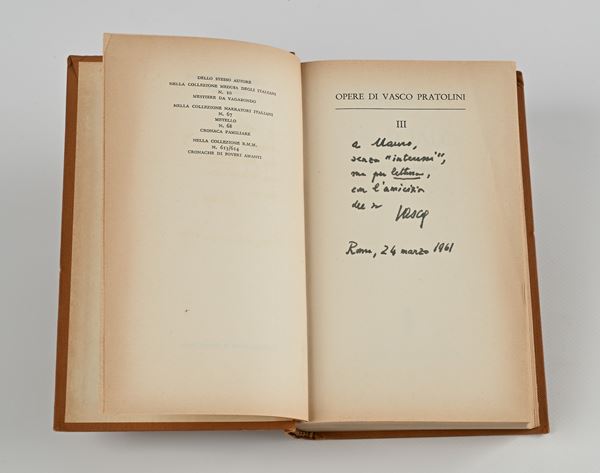 DELLO STESSO AUTORE
NELLA COLLEZIONE MEDUSA DEGLI ITALIANI
N. 10
MESTIERE DA VAGABONDO
NELLA COLLEZIONE NARRATORI ITALIANI
N. 67
METELLO
N. 68
CRONACA FAMILIARE
NELLA COLLEZIONE B.M.M.
N. 613/614
CRONACHE DI POVERI AMANTI
OPERE DI VASCO PRATOLINI
III
a Mauro,
senza "interessi",
ma per lettura,
con l'amicizia
del
Vasco
Roma, 24 marzo 1961